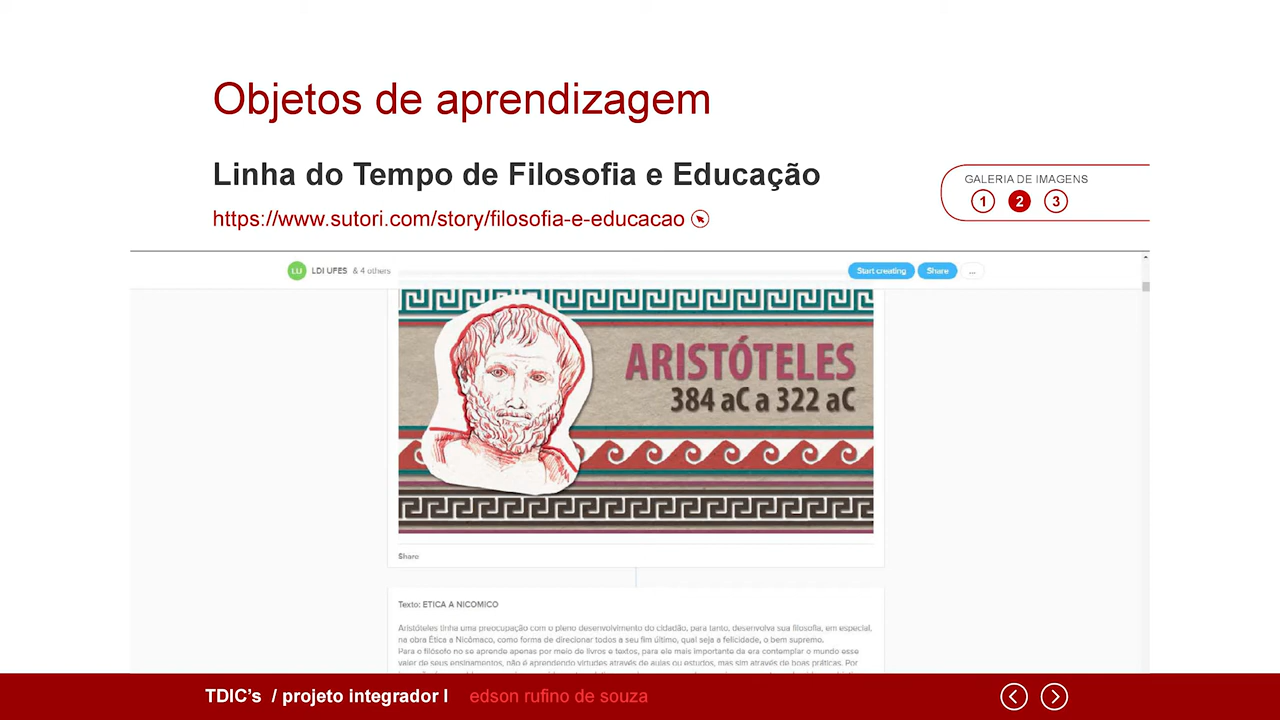 Objetos de aprendizagem
Linha do Tempo de Filosofia e Educação
https://www.sutori.com/story/filosofia-e-educacao
GALERIA DE IMAGENS
1 2 3
LU LDI UFES & 4 others
Start creating Share ...
ARISTÓTELES
384 aC a 322 aC
Share
Texto: ETICA A NICOMICO
Aristóteles tinha uma preocupação com o pleno desenvolvimento do cidadão, para tanto, desenvolva sua filosofia, em especial,
na obra Ética a Nicômaco, como forma de direcionar todos a seu fim último, qual seja a felicidade, o bem supremo.
Para o filósofo no se aprende apenas por meio de livros e textos, para ele mais importante da era contemplar o mundo esse
valer de seus ensinamentos, não é aprendendo virtudes através de aulas ou estudos, mas sim através de boas práticas. Por
TDIC's / projeto integrador I edson rufino de souza